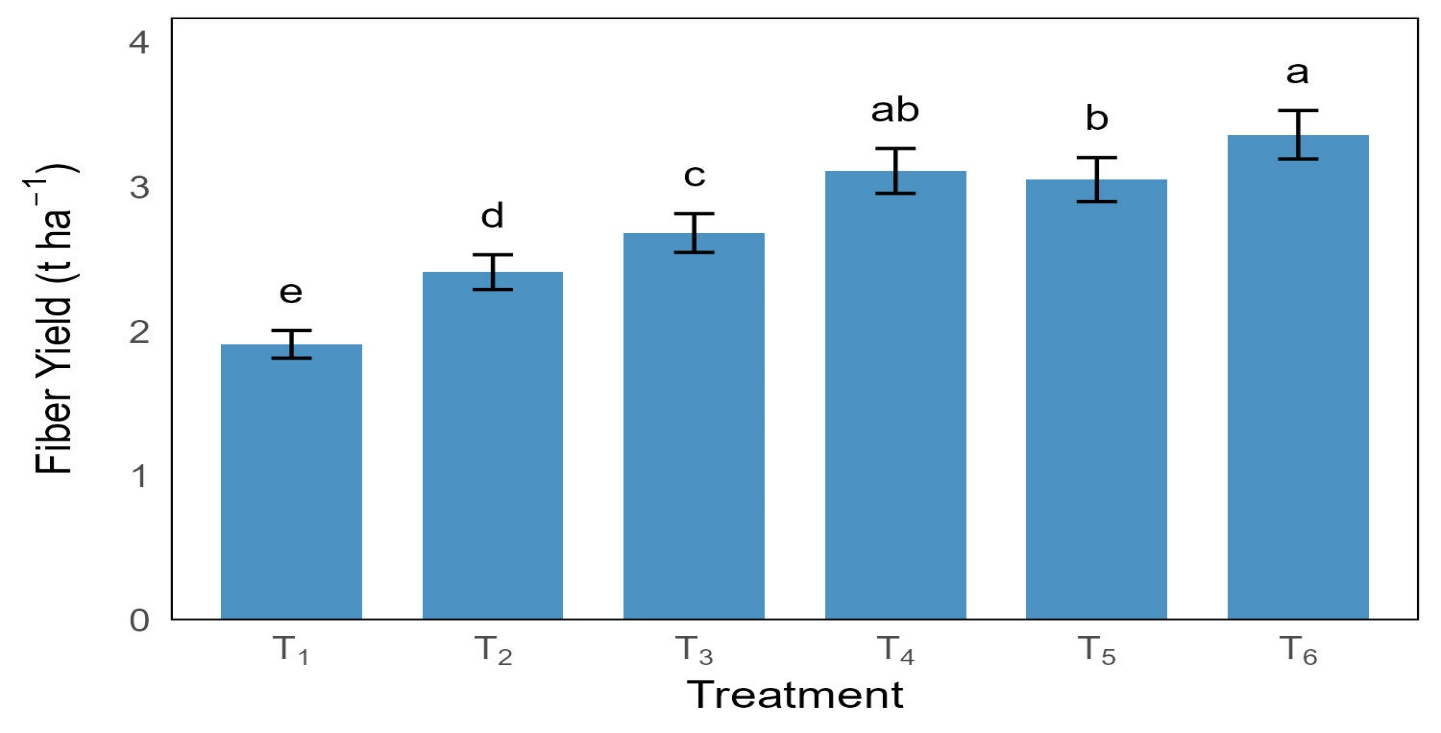 Fiber Yield (t ha⁻¹)
4
3
2
1
0
e
d
c
ab
b
a
T₁ T₂ T₃ T₄ T₅ T₆
Treatment